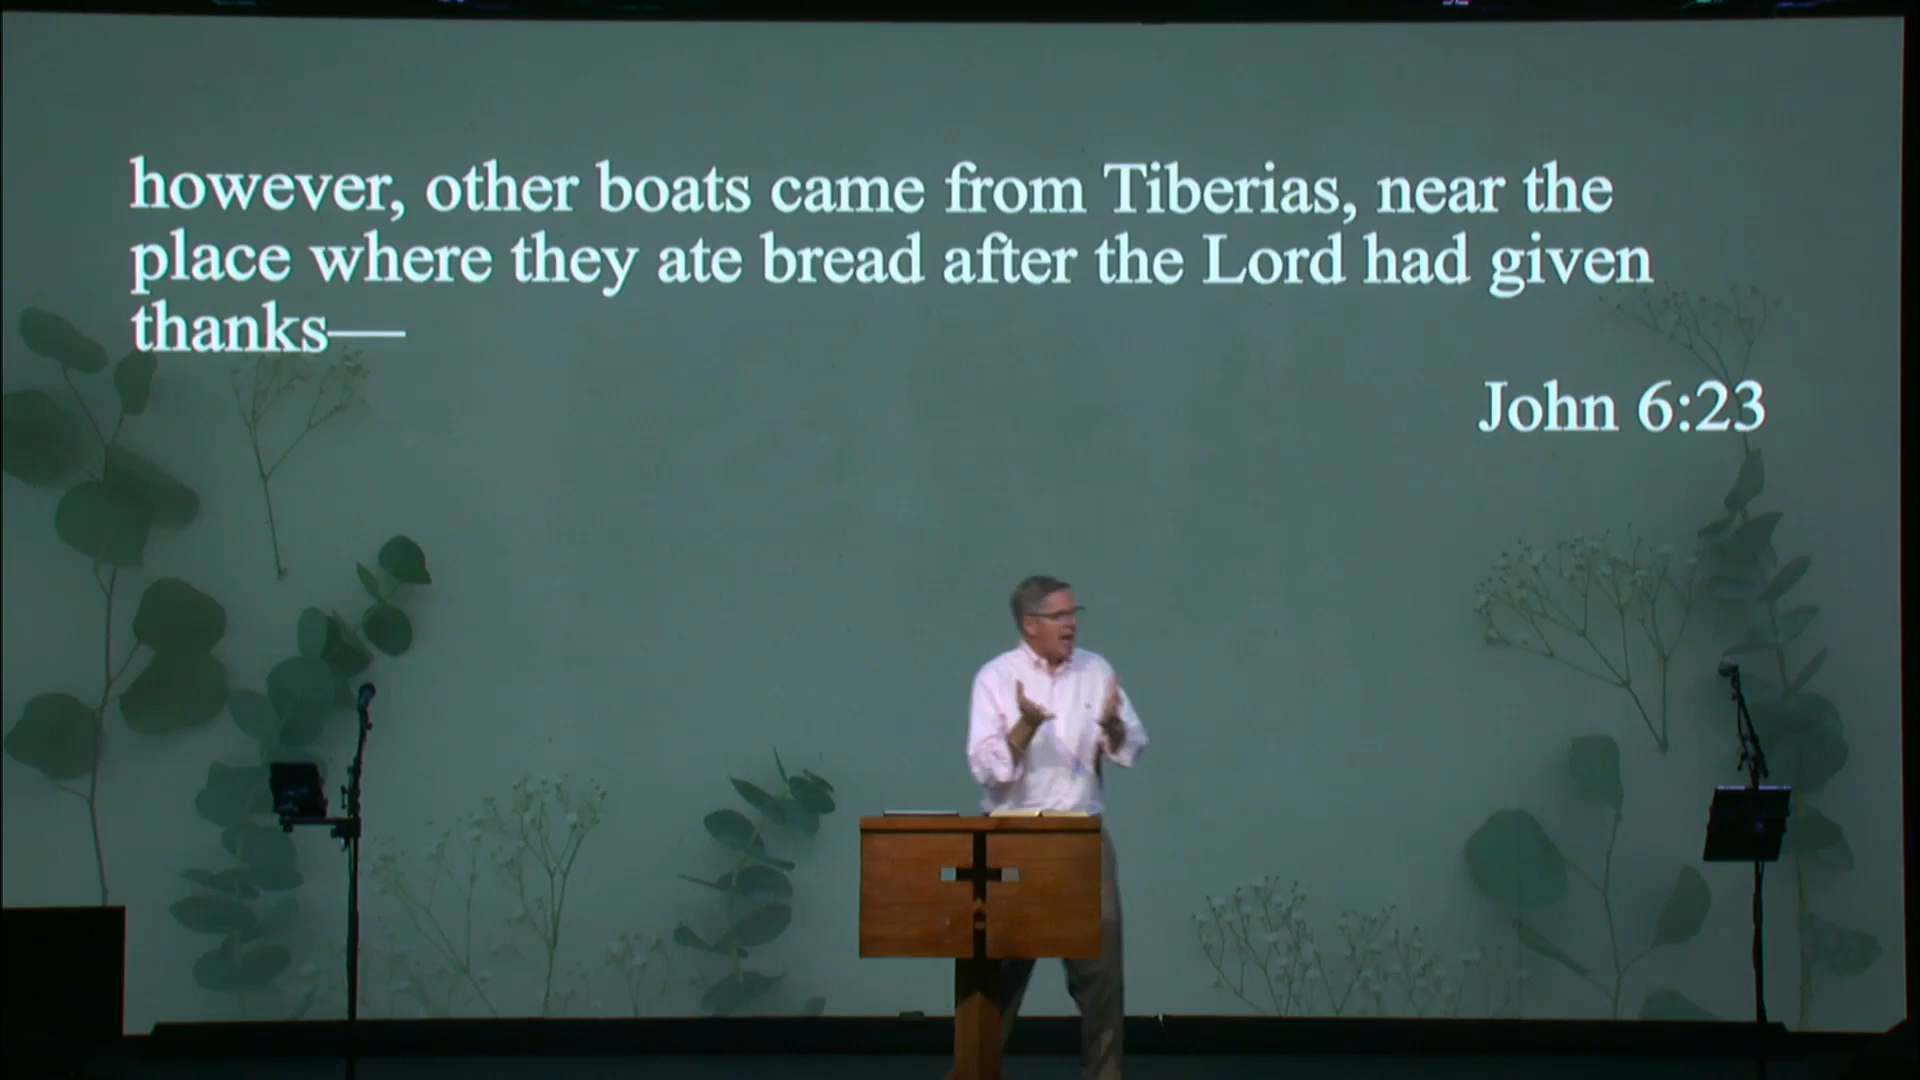 however, other boats came from Tiberias, near the
place where they ate bread after the Lord had given
thanks—
John 6:23